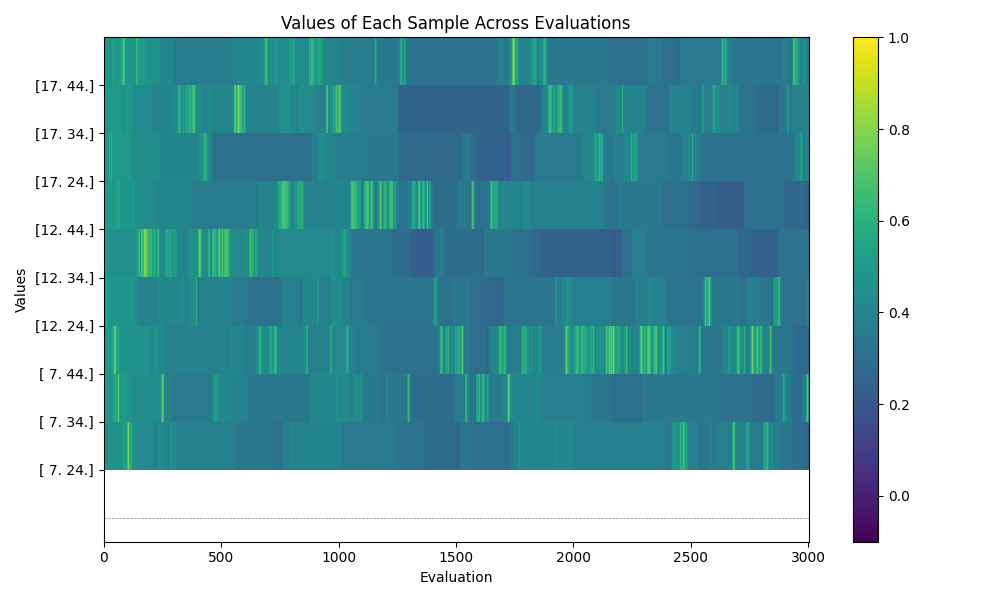 Values of Each Sample Across Evaluations
[17. 44.]
[17. 34.]
[17. 24.]
[12. 44.]
[12. 34.]
[12. 24.]
[ 7. 44.]
[ 7. 34.]
[ 7. 24.]
Values
0 500 1000 1500 2000 2500 3000
Evaluation
1.0
0.8
0.6
0.4
0.2
0.0